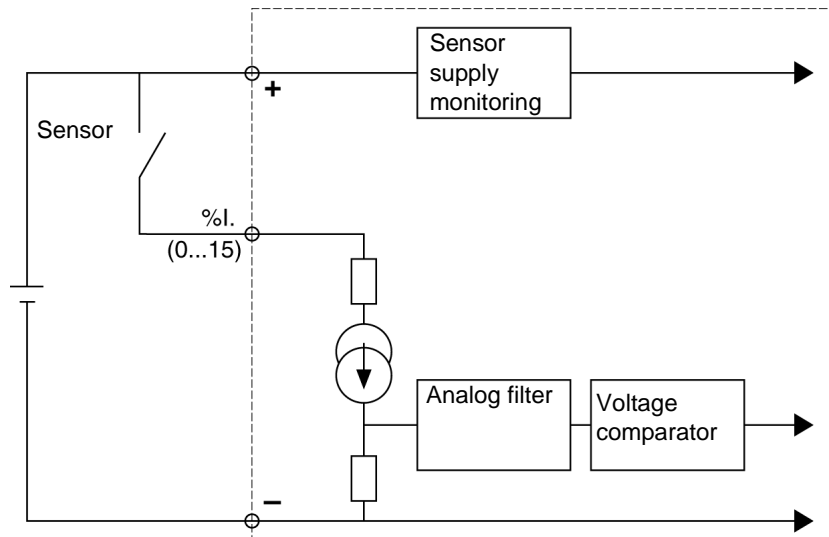 Sensor
supply
monitoring
+
Sensor
%I.
(0...15)
Analog filter
Voltage
comparator
−